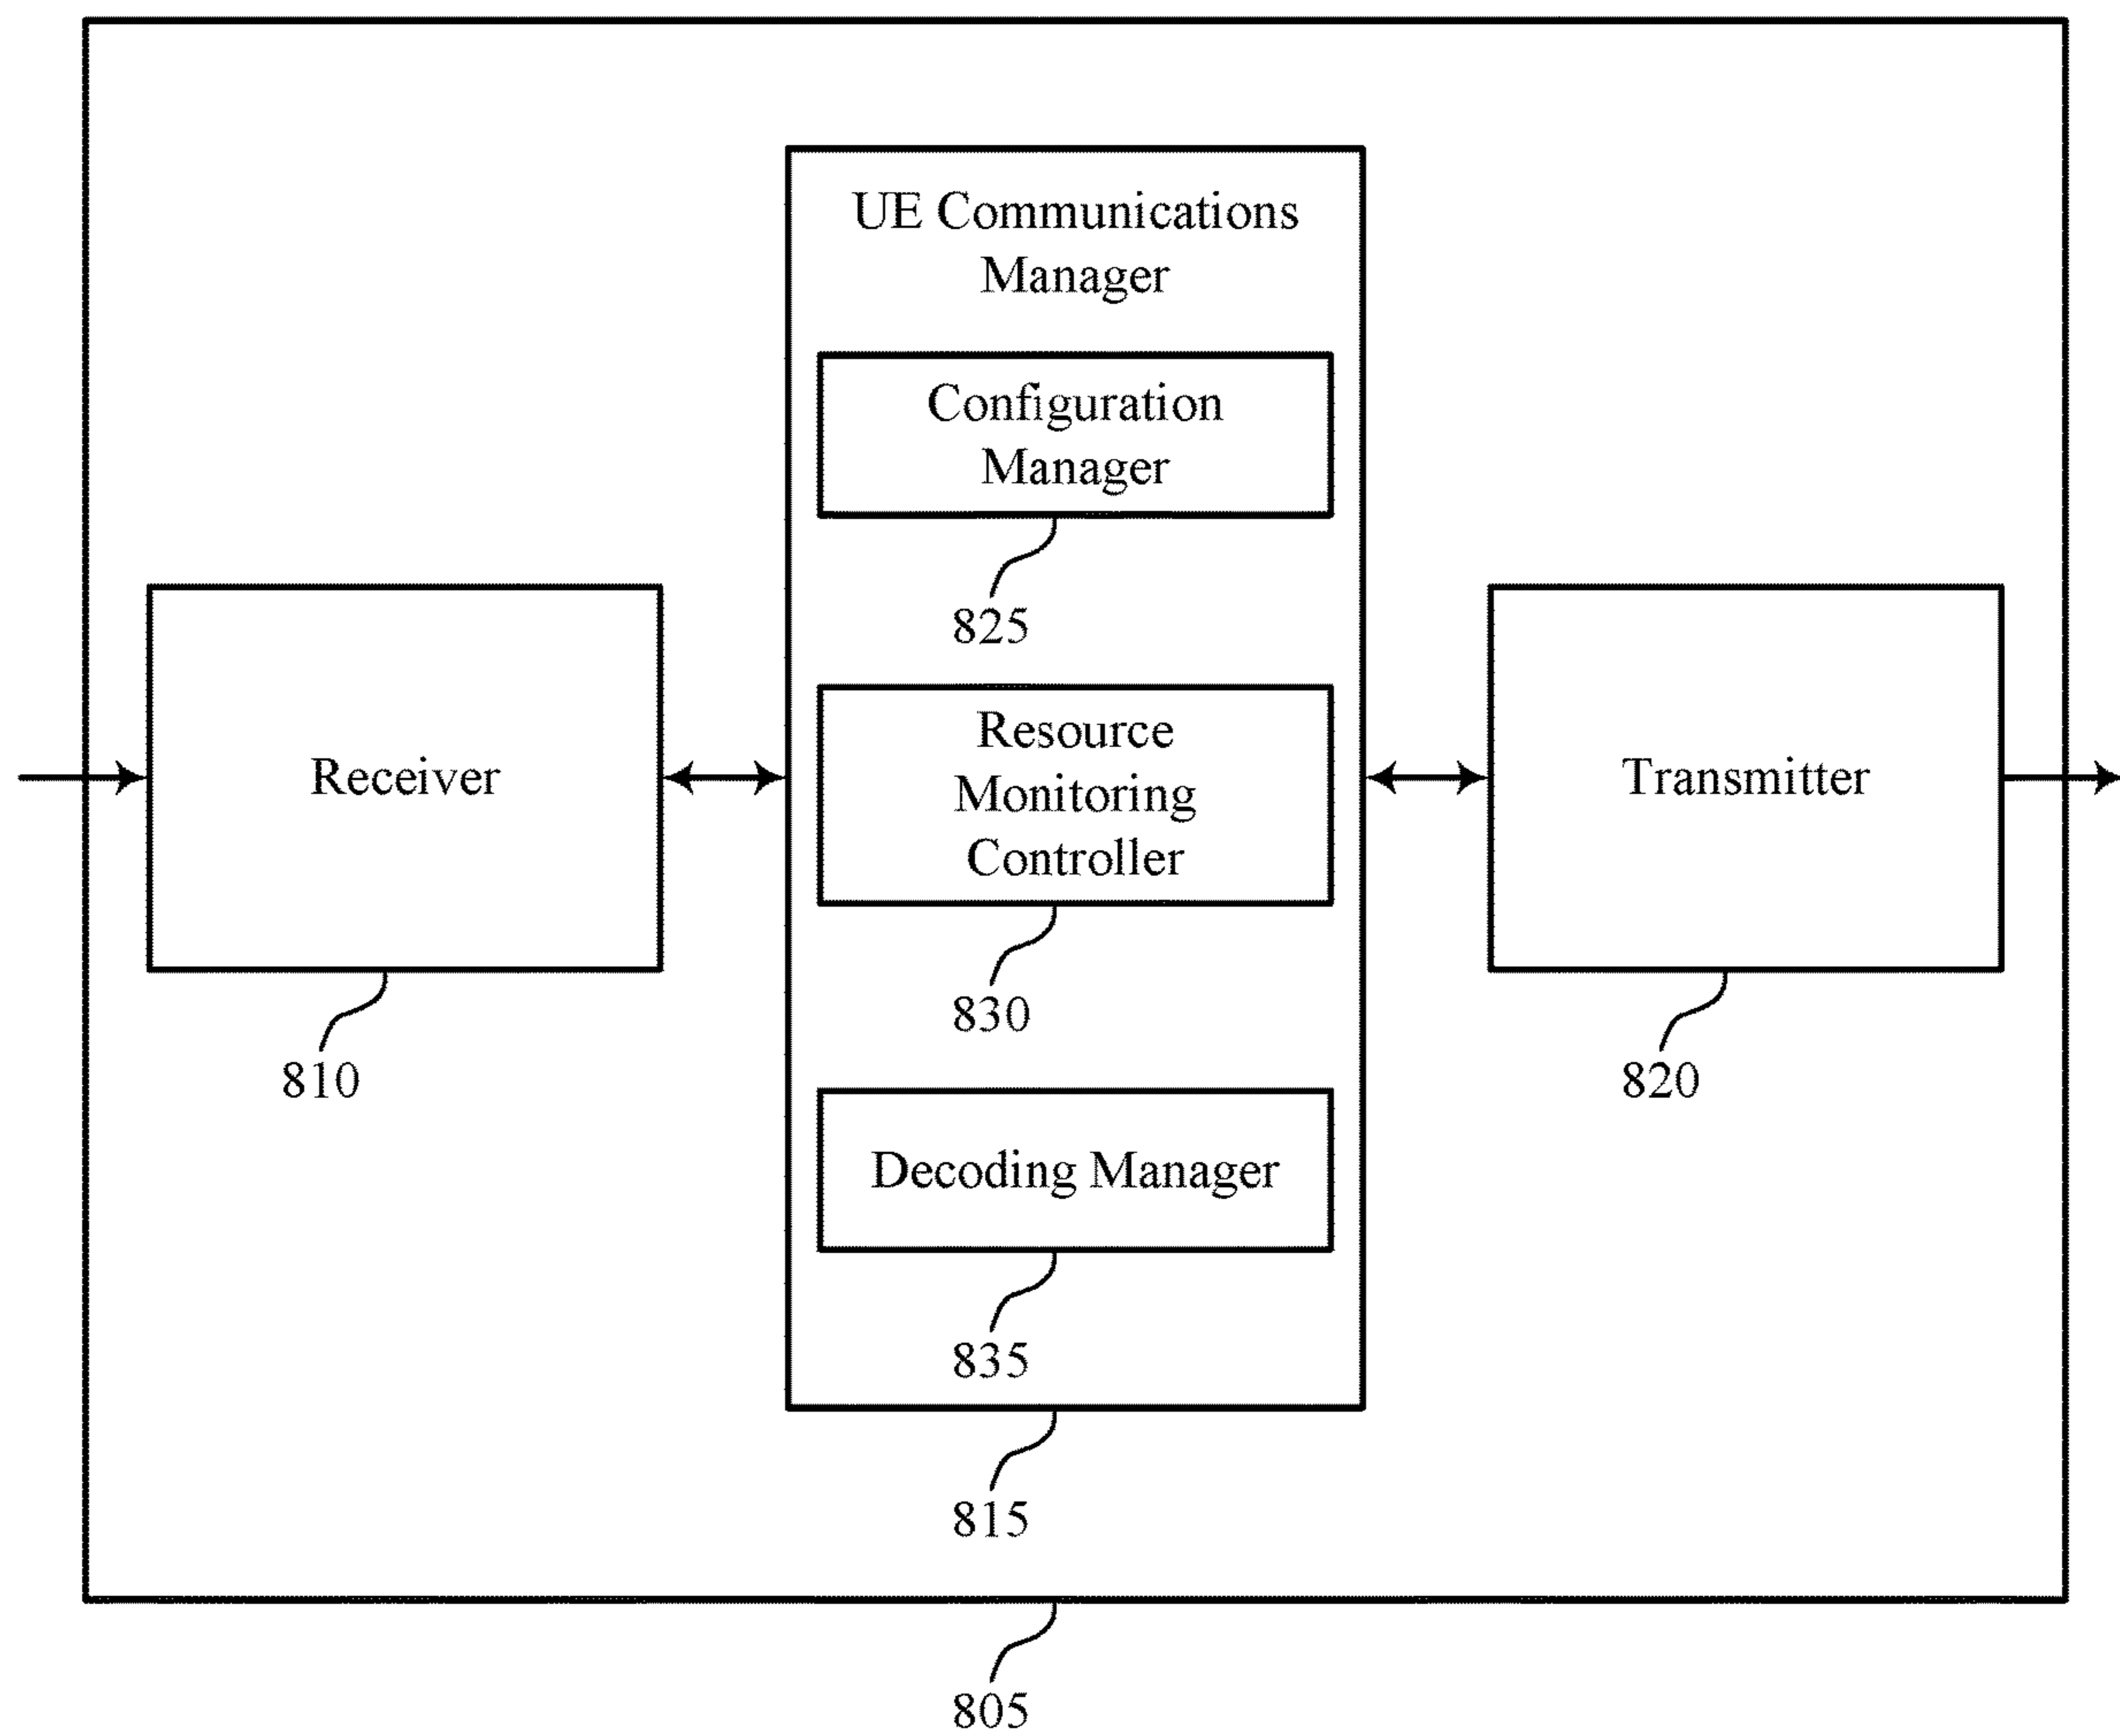 UE Communications
Manager
Configuration
Manager
825
Receiver
810
Resource
Monitoring
Controller
830
Transmitter
820
Decoding Manager
835
815
805